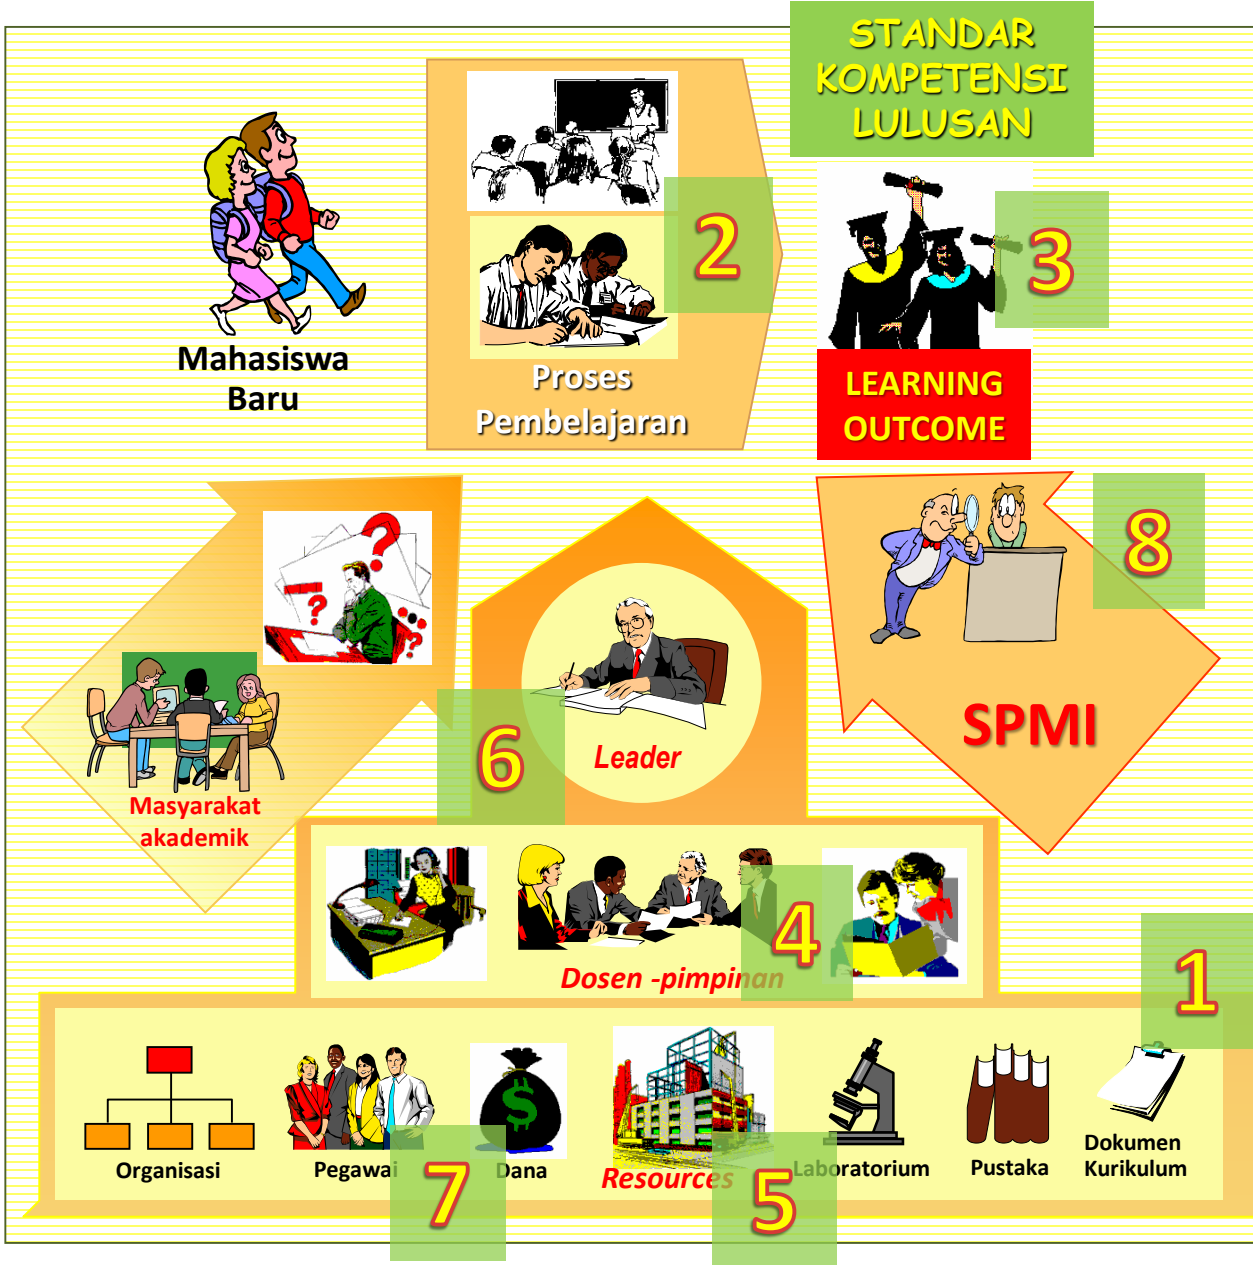 STANDAR
KOMPETENSI
LULUSAN
2
3
Mahasiswa
Baru
Proses
Pembelajaran
LEARNING
OUTCOME
8
SPMI
6
Leader
Masyarakat
akademik
4
Dosen -pimpinan
1
Organisasi
Pegawai
7
$
Dana
Resources
5
Laboratorium
Pustaka
Dokumen
Kurikulum